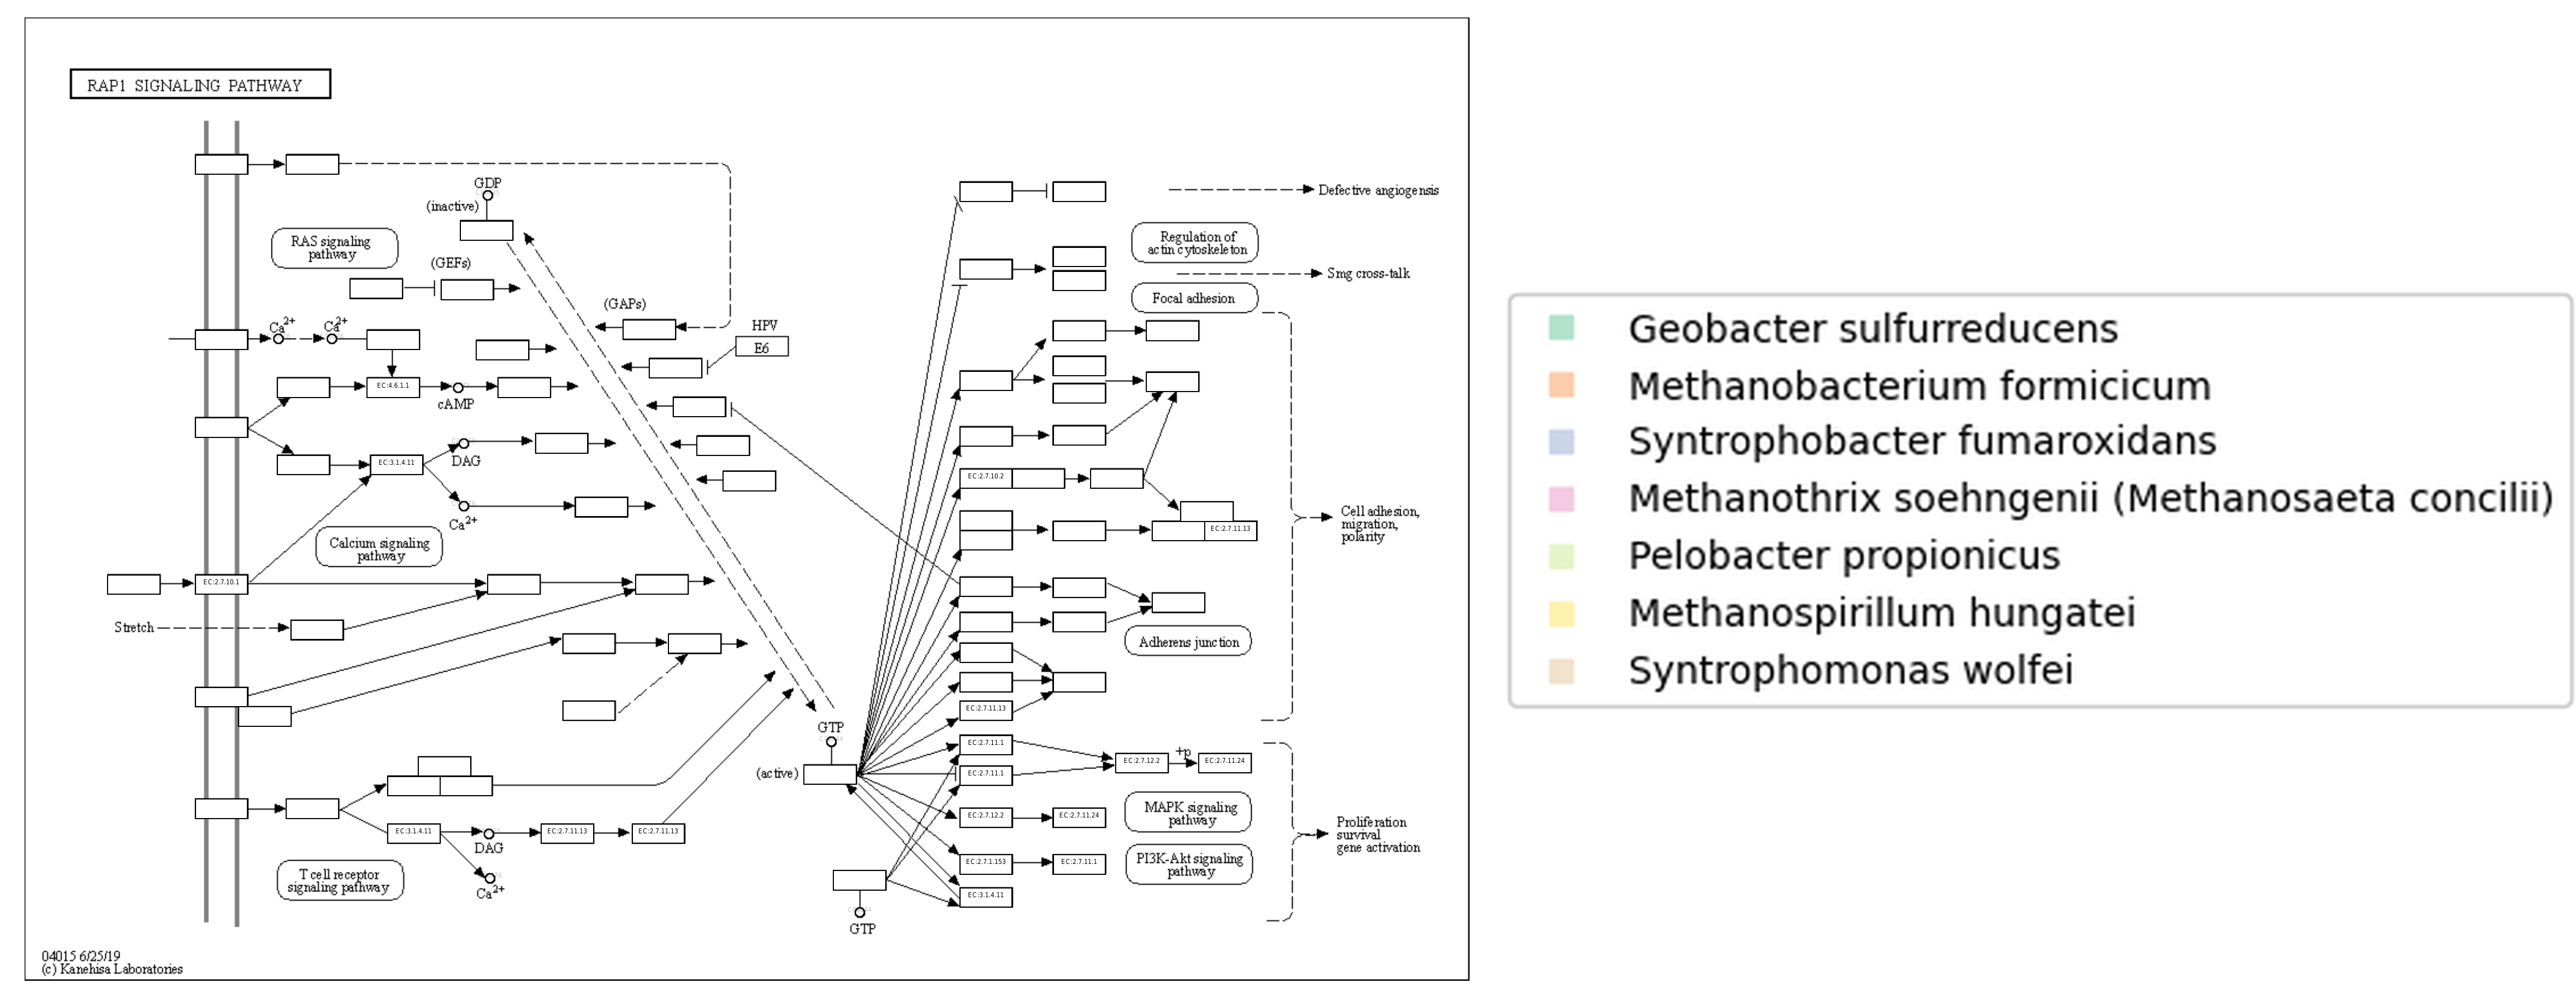 RAP1 SIGNALING PATHWAY
GDP
(inactive)
RAS signaling
pathway
(GEFs)
(GAPs)
HPV
E6
Ca2+
Ca2+
EC:4.6.1.1
cAMP
EC:3.1.4.11
DAG
Ca2+
Calcium signaling
pathway
EC:2.7.10.1
Stretch
GTP
(active)
EC:3.1.4.11
DAG
EC:2.7.11.13
EC:2.7.11.13
Ca2+
T cell receptor
signaling pathway
GTP
Defective angiogensis
Regulation of
actin cytoskeleton
Smg cross-talk
Focal adhesion
EC:2.7.10.2
EC:2.7.11.13
Cell adhesion,
migration,
polarity
Adherens junction
EC:2.7.11.13
EC:2.7.11.1
EC:2.7.11.1
EC:2.7.12.2
+p
EC:2.7.11.24
EC:2.7.12.2
EC:2.7.11.24
MAPK signaling
pathway
Proliferation
survival
gene activation
EC:2.7.1.153
EC:2.7.11.1
PI3K-Akt signaling
pathway
EC:3.1.4.11
04015 6/25/19
(c) Kanehisa Laboratories
Geobacter sulfurreducens
Methanobacterium formicicum
Syntrophobacter fumaroxidans
Methanothrix soehngenii (Methanosaeta concilii)
Pelobacter propionicus
Methanospirillum hungatei
Syntrophomonas wolfei